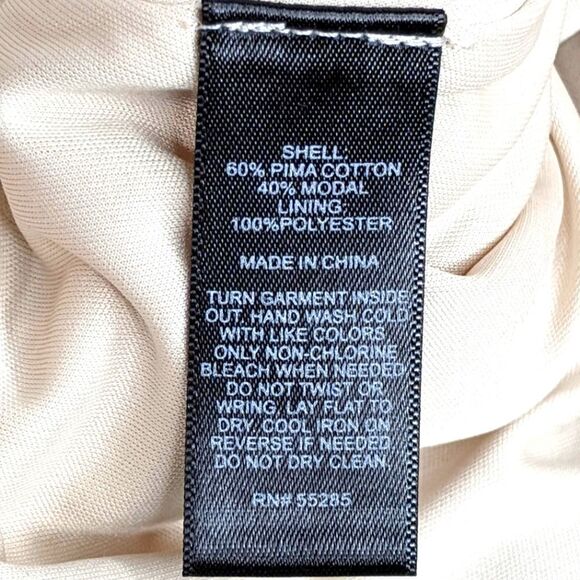 SHELL
60% PIMA COTTON
40% MODAL
LINING
100%POLYESTER
MADE IN CHINA
TURN GARMENT INSIDE
OUT. HAND WASH COLD
WITH LIKE COLORS.
ONLY NON-CHLORINE
BLEACH WHEN NEEDED
DO NOT TWIST OR
WRING. LAY FLAT TO
DRY. COOL IRON ON
REVERSE IF NEEDED
DO NOT DRY CLEAN.
RN# 55285